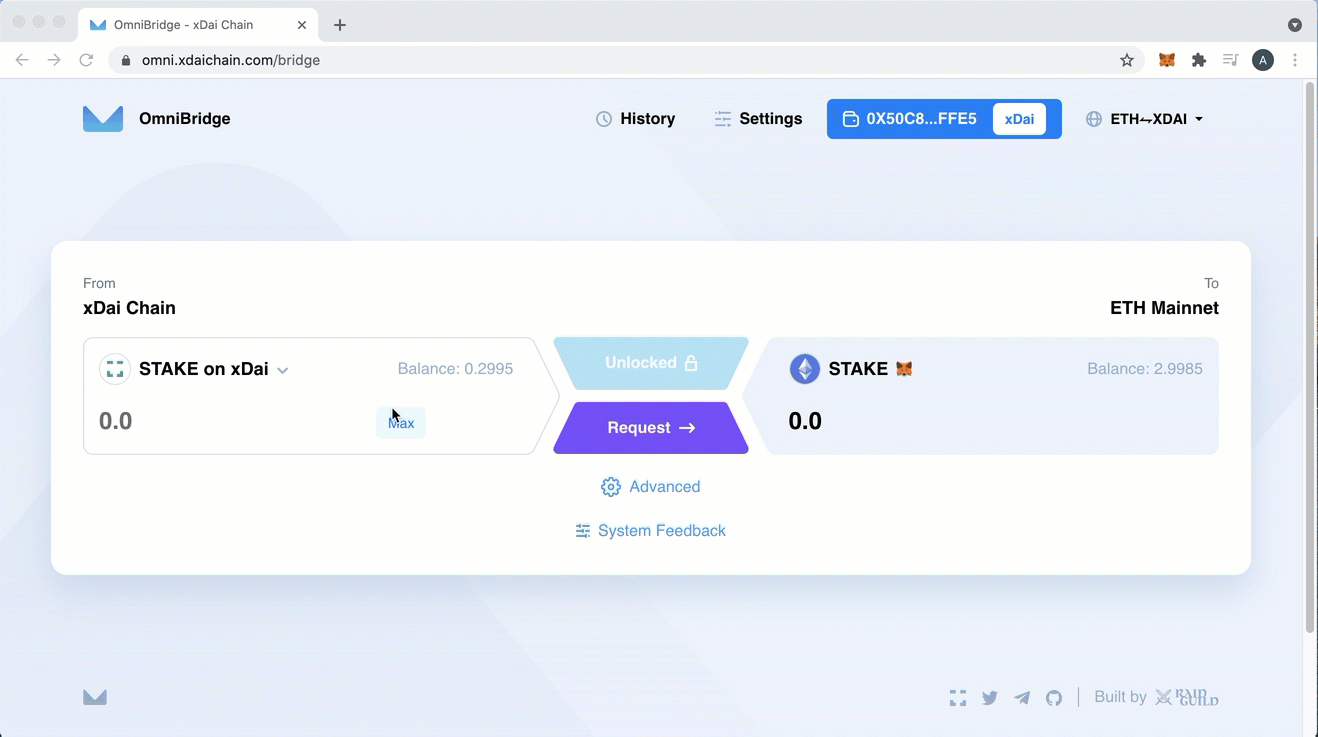 OmniBridge - xDai Chain
omni.xdaichain.com/bridge
A
OmniBridge
History
Settings
0X50C8...FFE5 xDai
ETH⇋XDAI
From
To
xDai Chain
ETH Mainnet
STAKE on xDai
Balance: 0.2995
Unlocked
STAKE
Balance: 2.9985
0.0
Max
Request →
0.0
Advanced
System Feedback
Built by RAID GUILD